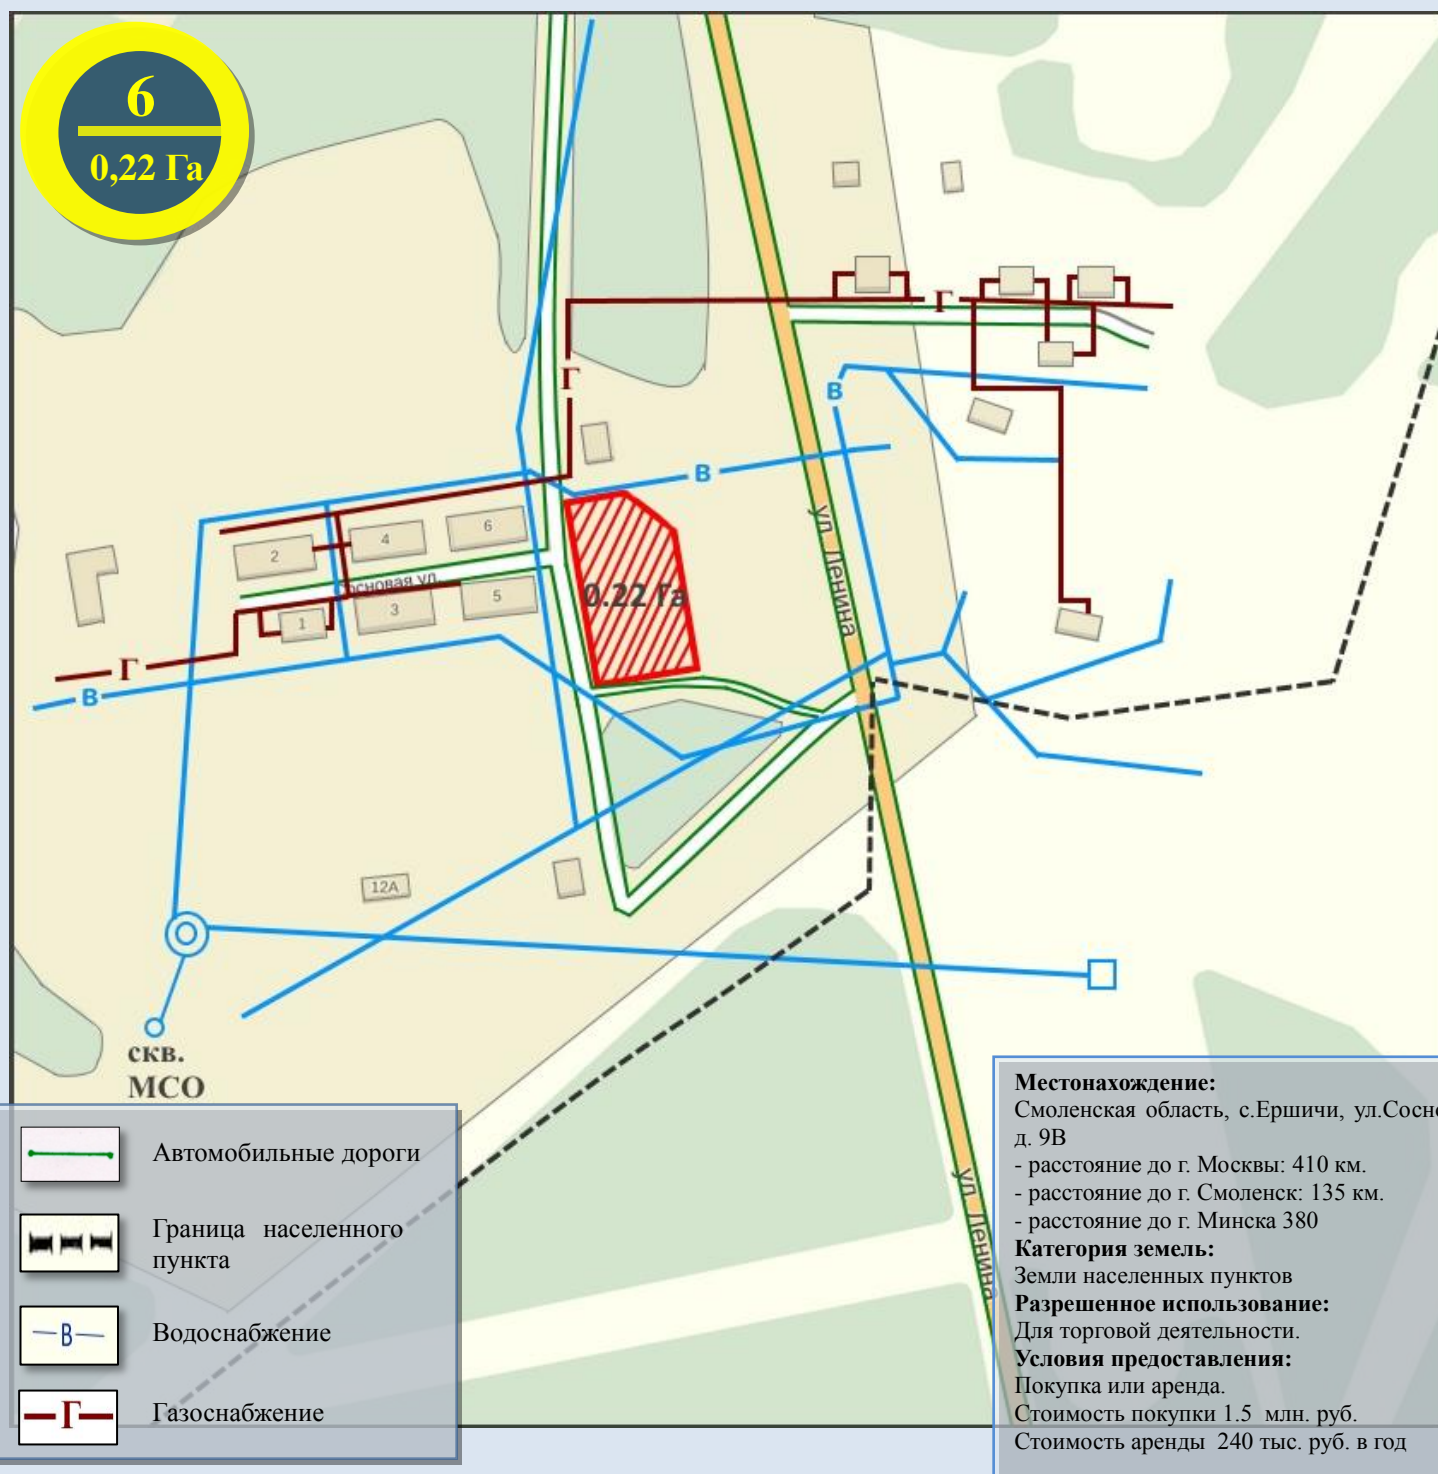 6
0,22 Га
Г
Г
В
В
ул. Ленина
2
4
6
Сосновая ул.
1
3
5
0.22 Га
Г
В
12А
скв.
МСО
ул. Ленина
Автомобильные дороги
Граница населенного
пункта
В
Водоснабжение
Г
Газоснабжение
Местонахождение:
Смоленская область, с.Ершичи, ул.Сосно
д. 9В
- расстояние до г. Москвы: 410 км.
- расстояние до г. Смоленск: 135 км.
- расстояние до г. Минска 380
Категория земель:
Земли населенных пунктов
Разрешенное использование:
Для торговой деятельности.
Условия предоставления:
Покупка или аренда.
Стоимость покупки 1.5 млн. руб.
Стоимость аренды 240 тыс. руб. в год